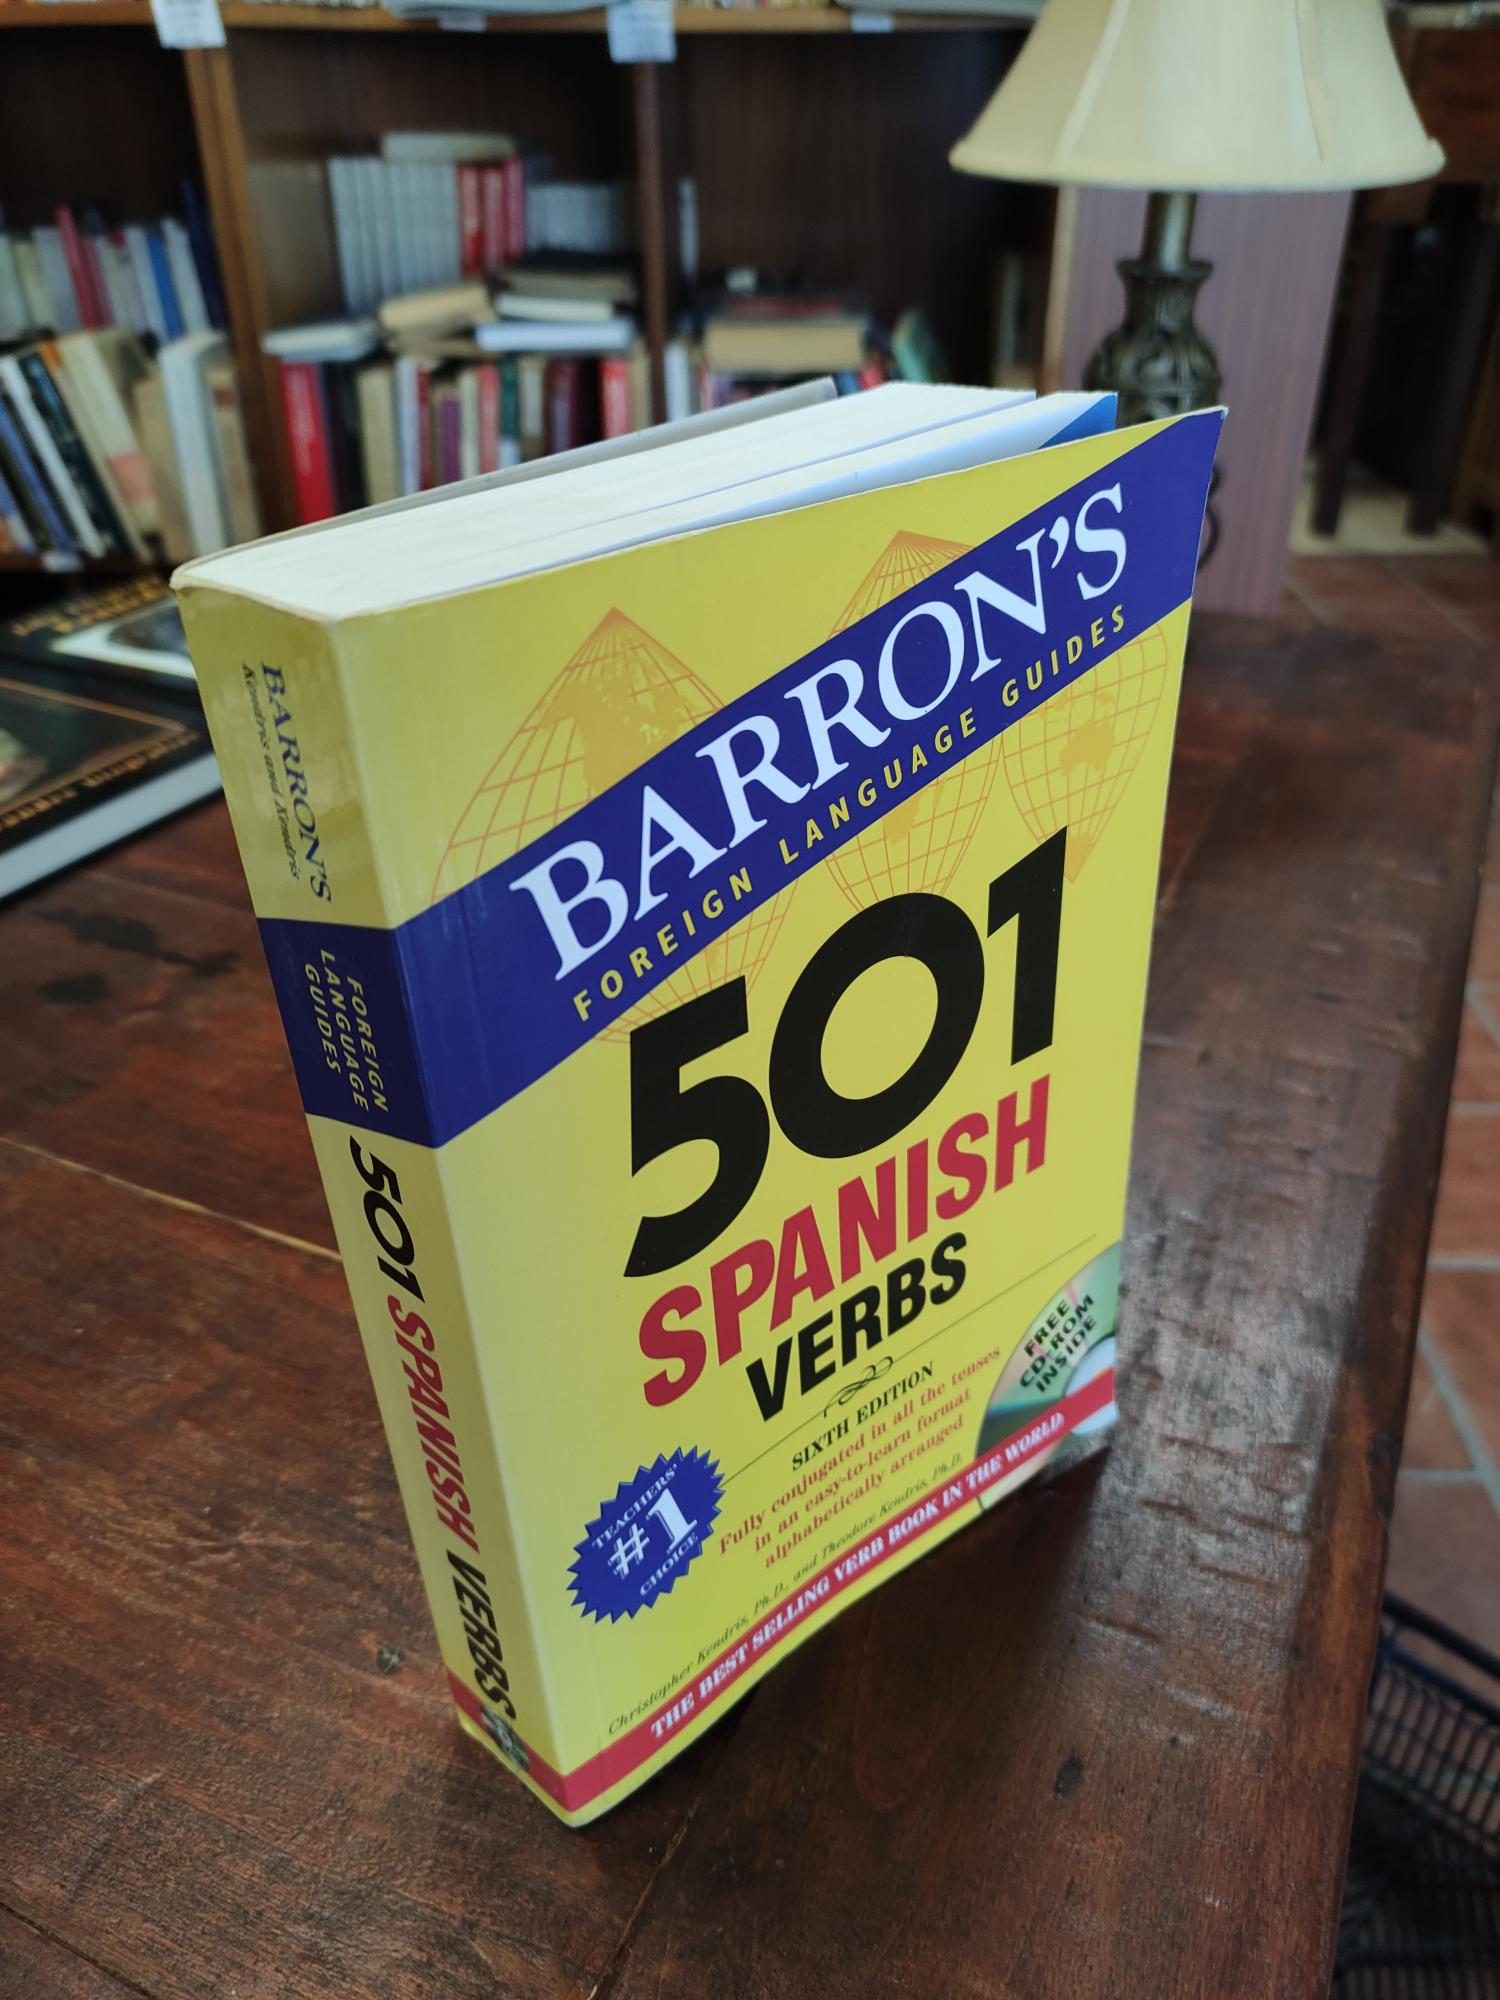 BARRON'S
Kendris and Kendris
FOREIGN
LANGUAGE
GUIDES
501 SPANISH VERBS
BARRON'S
FOREIGN LANGUAGE GUIDES
501
SPANISH
VERBS
SIXTH EDITION
Fully conjugated in all the tenses
in an easy-to-learn format
alphabetically arranged
FREE
CD-ROM
INSIDE
TEACHERS'
#1
CHOICE
Christopher Kendris, Ph.D., and Theodore Kendris, Ph.D.
THE BEST SELLING VERB BOOK IN THE WORLD